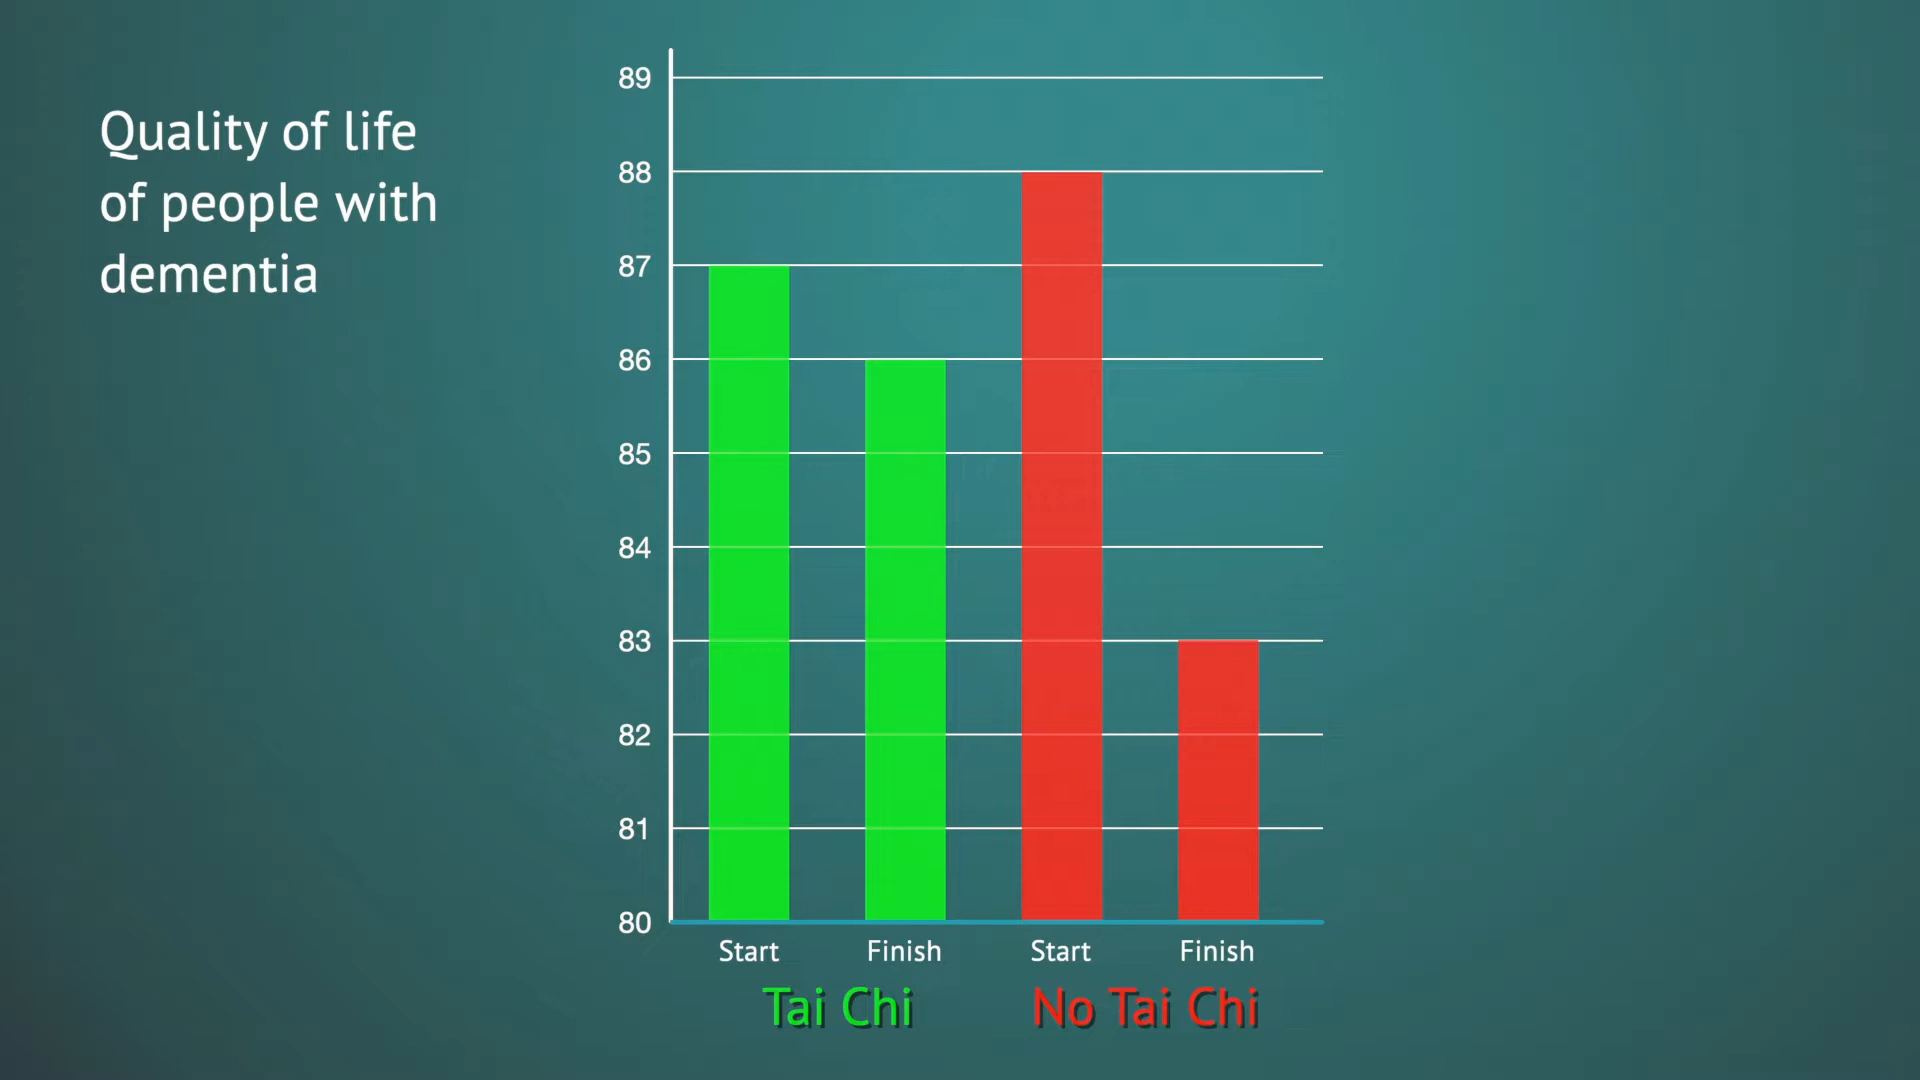 Quality of life
of people with
dementia
89
88
87
86
85
84
83
82
81
80
Start Finish Start Finish
Tai Chi No Tai Chi